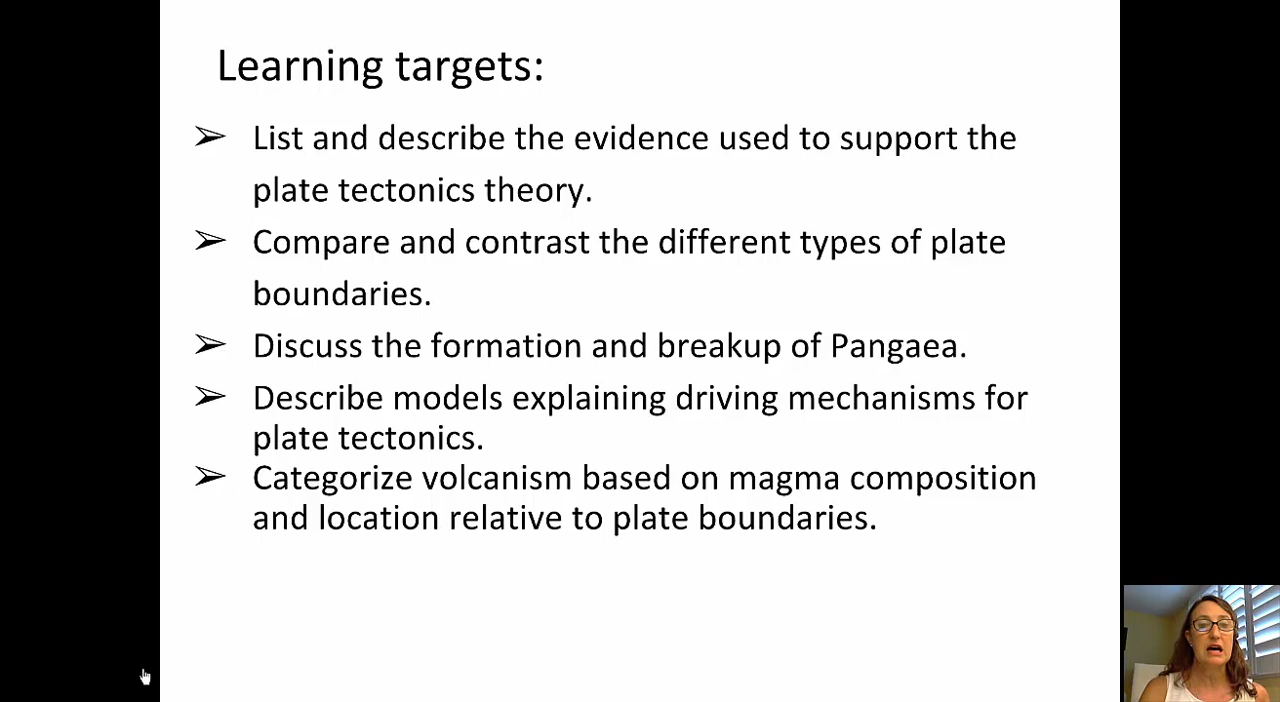 Learning targets:
➢ List and describe the evidence used to support the
plate tectonics theory.
➢ Compare and contrast the different types of plate
boundaries.
➢ Discuss the formation and breakup of Pangaea.
➢ Describe models explaining driving mechanisms for
plate tectonics.
➢ Categorize volcanism based on magma composition
and location relative to plate boundaries.